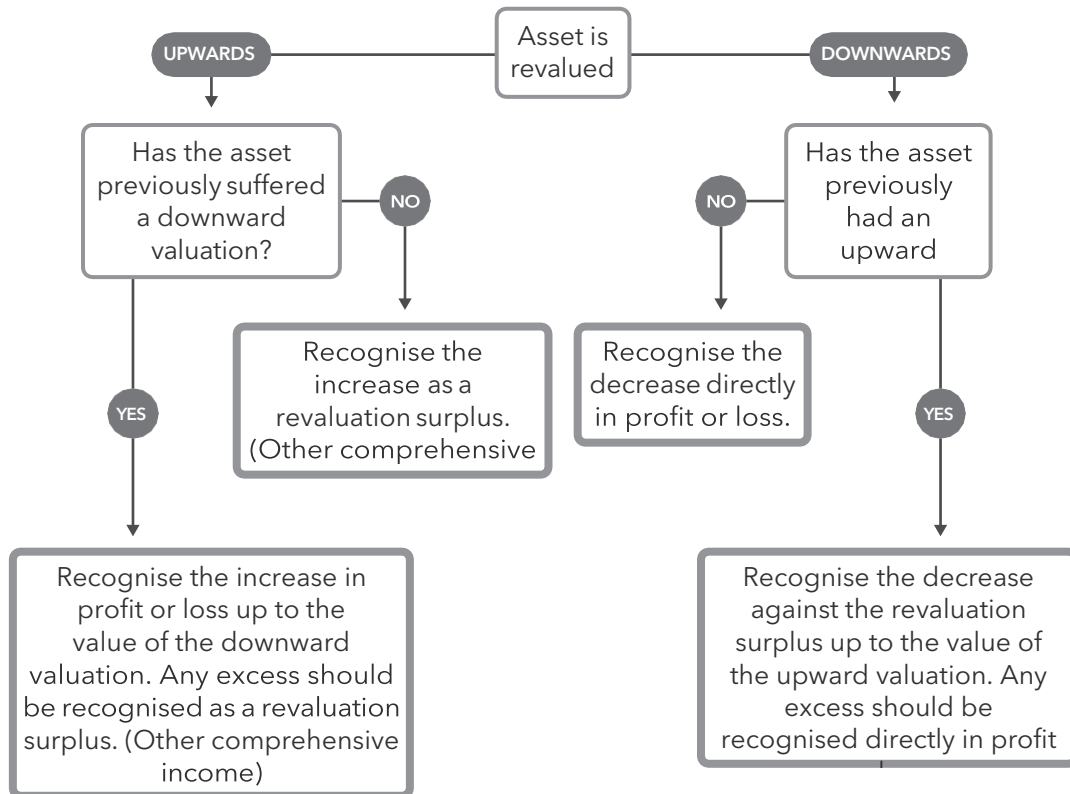 Asset is
revalued
UPWARDS
DOWNWARDS
Has the asset
previously suffered
a downward
valuation?
NO
NO
Has the asset
previously
had an
upward
Recognise the
increase as a
revaluation surplus.
(Other comprehensive
Recognise the
decrease directly
in profit or loss.
YES
YES
Recognise the increase in
profit or loss up to the
value of the downward
valuation. Any excess should
be recognised as a revaluation
surplus. (Other comprehensive
income)
Recognise the decrease
against the revaluation
surplus up to the value of
the upward valuation. Any
excess should be
recognised directly in profit